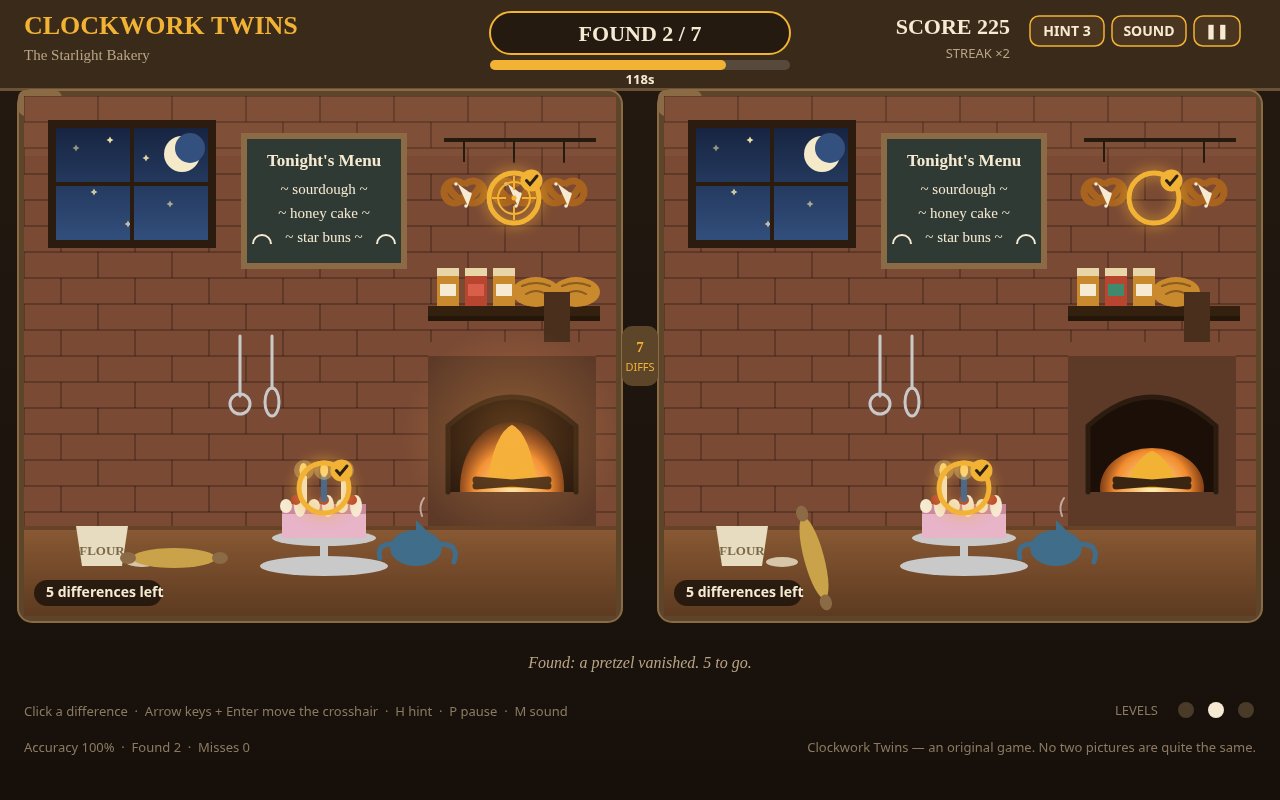 CLOCKWORK TWINS
The Starlight Bakery
FOUND 2 / 7
118s
SCORE 225
STREAK ×2
HINT 3
SOUND
Tonight's Menu
~ sourdough ~
~ honey cake ~
~ star buns ~
FLOUR
5 differences left
7
DIFFS
Tonight's Menu
~ sourdough ~
~ honey cake ~
~ star buns ~
FLOUR
5 differences left
Found: a pretzel vanished. 5 to go.
Click a difference · Arrow keys + Enter move the crosshair · H hint · P pause · M sound
LEVELS
Accuracy 100% · Found 2 · Misses 0
Clockwork Twins — an original game. No two pictures are quite the same.